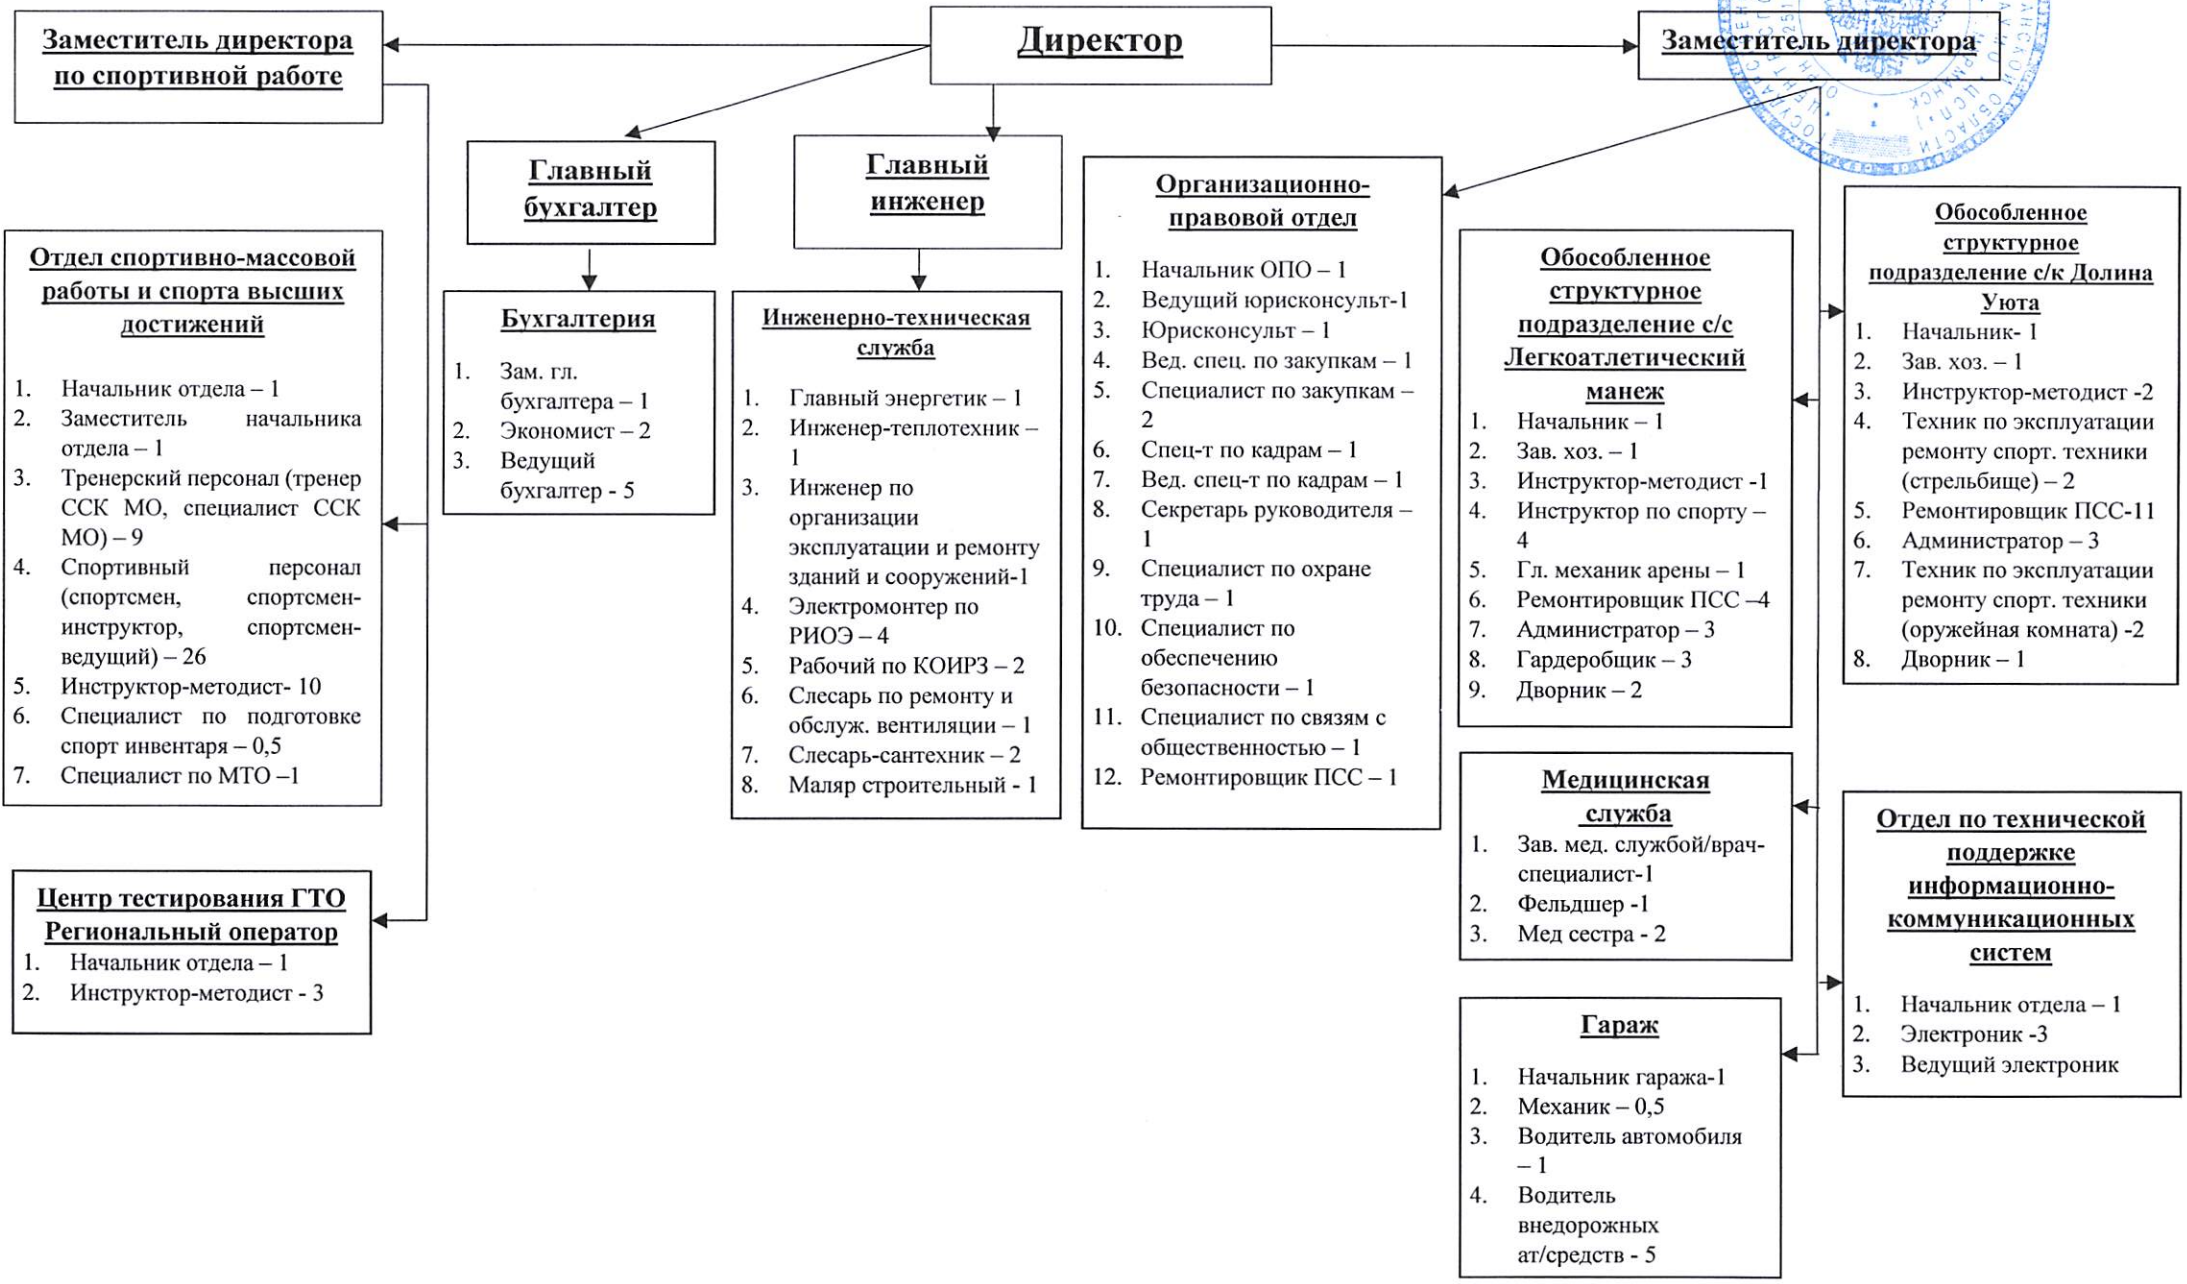 Директор
Заместитель директора
по спортивной работе
Заместитель директора
Главный
бухгалтер
Главный
инженер
Отдел спортивно-массовой
работы и спорта высших
достижений
1. Начальник отдела – 1
2. Заместитель начальника
отдела – 1
3. Тренерский персонал (тренер
ССК МО, специалист ССК
МО) – 9
4. Спортивный персонал
(спортсмен, спортсмен-
инструктор, спортсмен-
ведущий) – 26
5. Инструктор-методист- 10
6. Специалист по подготовке
спорт инвентаря – 0,5
7. Специалист по МТО –1
Центр тестирования ГТО
Региональный оператор
1. Начальник отдела – 1
2. Инструктор-методист - 3
Бухгалтерия
1. Зам. гл.
бухгалтера – 1
2. Экономист – 2
3. Ведущий
бухгалтер - 5
Инженерно-техническая
служба
1. Главный энергетик – 1
2. Инженер-теплотехник –
1
3. Инженер по
организации
эксплуатации и ремонту
зданий и сооружений-1
4. Электромонтер по
РИОЭ – 4
5. Рабочий по КОИРЗ – 2
6. Слесарь по ремонту и
обслуж. вентиляции – 1
7. Слесарь-сантехник – 2
8. Маляр строительный - 1
Организационно-
правовой отдел
1. Начальник ОПО – 1
2. Ведущий юрисконсульт-1
3. Юрисконсульт – 1
4. Вед. спец. по закупкам – 1
5. Специалист по закупкам –
2
6. Спец-т по кадрам – 1
7. Вед. спец-т по кадрам – 1
8. Секретарь руководителя –
1
9. Специалист по охране
труда – 1
10. Специалист по
обеспечению
безопасности – 1
11. Специалист по связям с
общественностью – 1
12. Ремонтировщик ПСС – 1
Обособленное
структурное
подразделение с/с
Легкоатлетический
манеж
1. Начальник – 1
2. Зав. хоз. – 1
3. Инструктор-методист -1
4. Инструктор по спорту –
4
5. Гл. механик арены – 1
6. Ремонтировщик ПСС –4
7. Администратор – 3
8. Гардеробщик – 3
9. Дворник – 2
Медицинская
служба
1. Зав. мед. службой/врач-
специалист-1
2. Фельдшер -1
3. Мед сестра - 2
Гараж
1. Начальник гаража-1
2. Механик – 0,5
3. Водитель автомобиля
– 1
4. Водитель
внедорожных
ат/средств - 5
Обособленное
структурное
подразделение с/к Долина
Уюта
1. Начальник- 1
2. Зав. хоз. – 1
3. Инструктор-методист -2
4. Техник по эксплуатации
ремонту спорт. техники
(стрельбище) – 2
5. Ремонтировщик ПСС-11
6. Администратор – 3
7. Техник по эксплуатации
ремонту спорт. техники
(оружейная комната) -2
8. Дворник – 1
Отдел по технической
поддержке
информационно-
коммуникационных
систем
1. Начальник отдела – 1
2. Электроник -3
3. Ведущий электроник